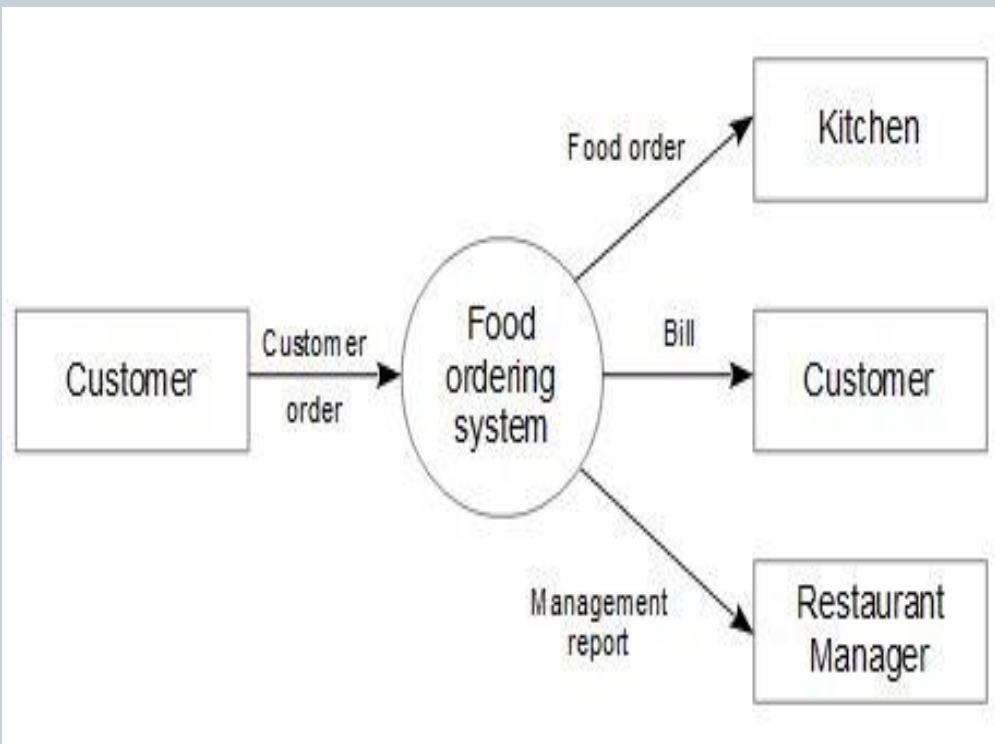 Kitchen
Food order
Customer
Customer
order
Food
ordering
system
Bill
Customer
Management
report
Restaurant
Manager